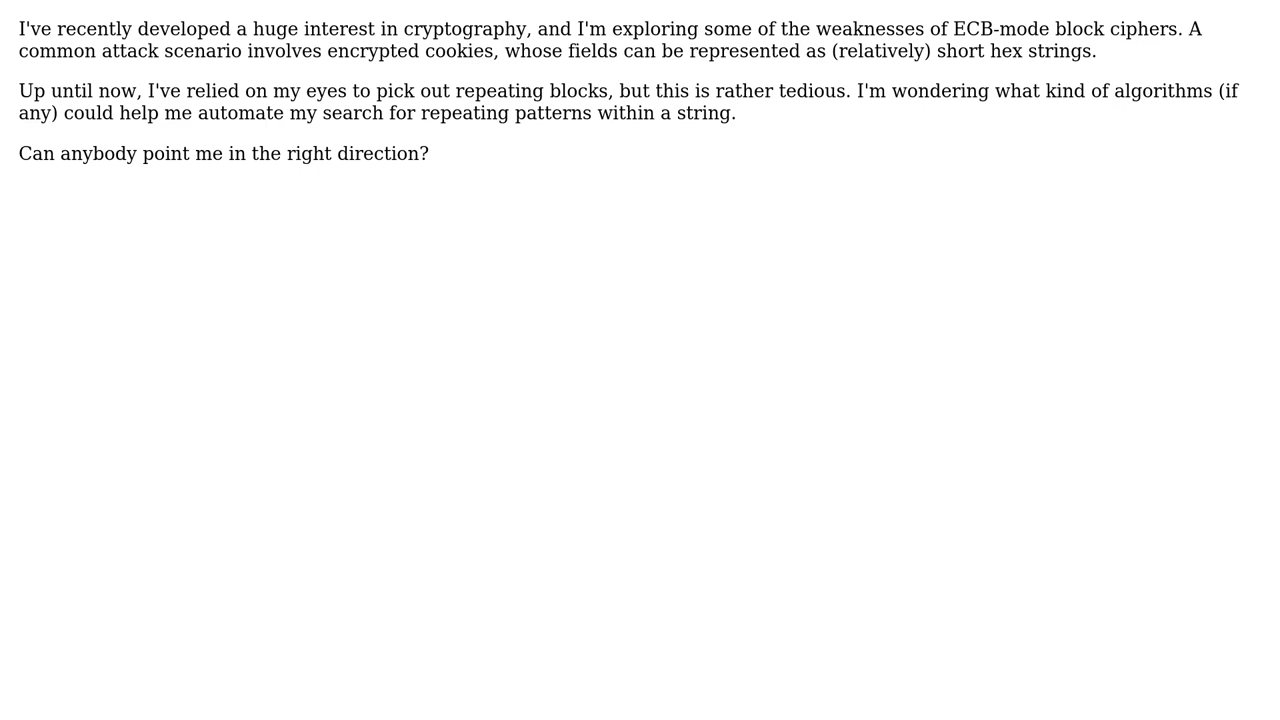 I've recently developed a huge interest in cryptography, and I'm exploring some of the weaknesses of ECB-mode block ciphers. A
common attack scenario involves encrypted cookies, whose fields can be represented as (relatively) short hex strings.
Up until now, I've relied on my eyes to pick out repeating blocks, but this is rather tedious. I'm wondering what kind of algorithms (if
any) could help me automate my search for repeating patterns within a string.
Can anybody point me in the right direction?